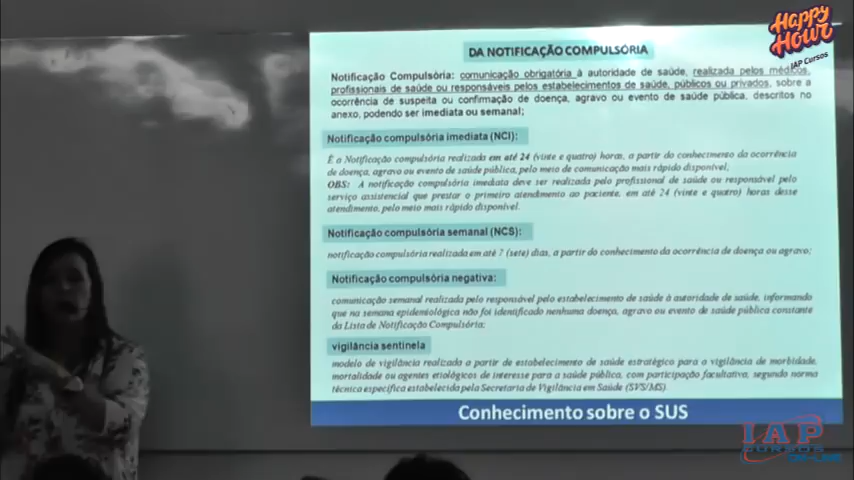 HAPPY
HOUR
IAP Cursos
DA NOTIFICAÇÃO COMPULSÓRIA
Notificação Compulsória: comunicação obrigatória à autoridade de saúde, realizada pelos médicos,
profissionais de saúde ou responsáveis pelos estabelecimentos de saúde, públicos ou privados, sobre a
ocorrência de suspeita ou confirmação de doença, agravo ou evento de saúde pública, descritos no
anexo, podendo ser imediata ou semanal;
Notificação compulsória imediata (NCI):
É a Notificação compulsória realizada em até 24 (vinte e quatro) horas, a partir do conhecimento da ocorrência
de doença, agravo ou evento de saúde pública, pelo meio de comunicação mais rápido disponível;
OBS: A notificação compulsória imediata deve ser realizada pelo profissional de saúde ou responsável pelo
serviço assistencial que prestar o primeiro atendimento ao paciente, em até 24 (vinte e quatro) horas desse
atendimento, pelo meio mais rápido disponível.
Notificação compulsória semanal (NCS):
notificação compulsória realizada em até 7 (sete) dias, a partir do conhecimento da ocorrência de doença ou agravo;
Notificação compulsória negativa:
comunicação semanal realizada pelo responsável pelo estabelecimento de saúde à autoridade de saúde, informando
que na semana epidemiológica não foi identificado nenhuma doença, agravo ou evento de saúde pública constante
da Lista de Notificação Compulsória;
vigilância sentinela
modelo de vigilância realizada a partir de estabelecimento de saúde estratégico para a vigilância de morbidade,
mortalidade ou agentes etiológicos de interesse para a saúde pública, com participação facultativa, segundo norma
técnica específica estabelecida pela Secretaria de Vigilância em Saúde (SVS/MS).
Conhecimento sobre o SUS
IAP
CURSOS